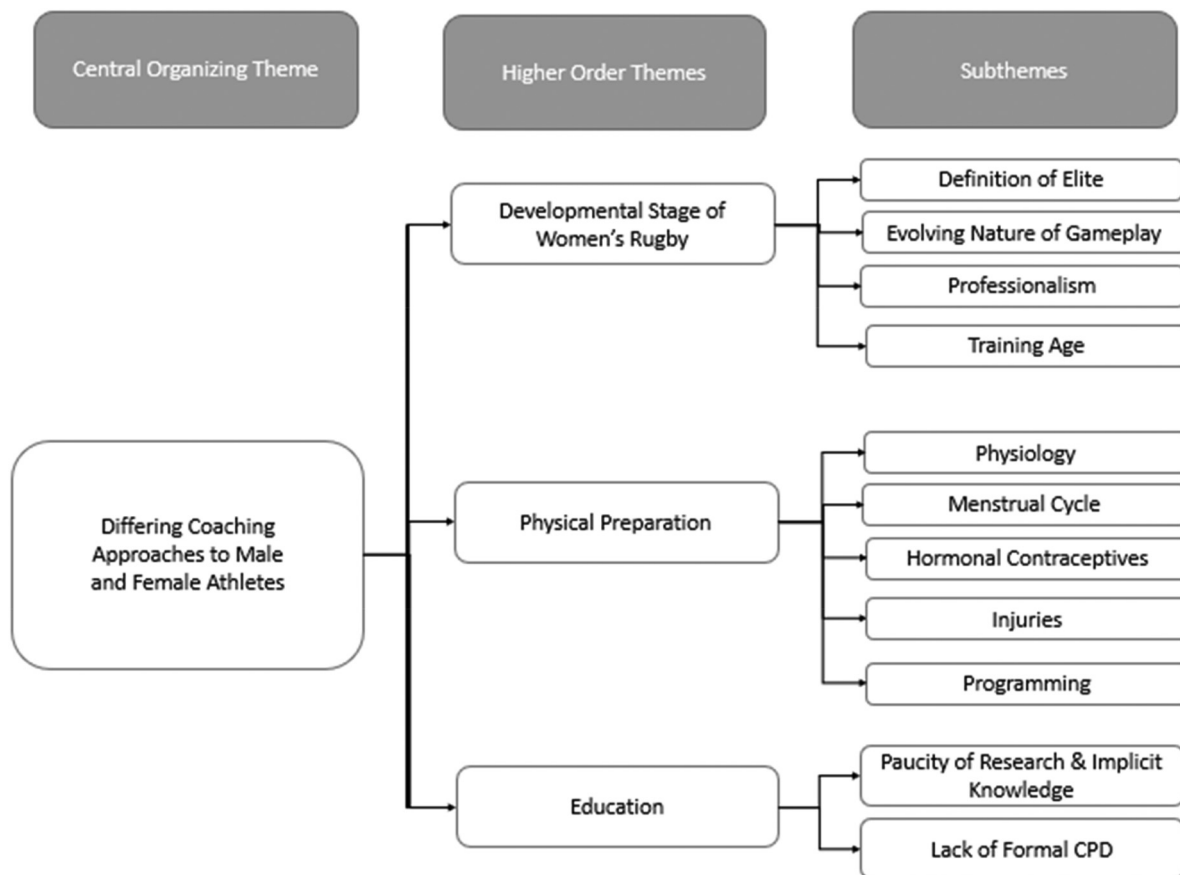 Central Organizing Theme
Higher Order Themes
Subthemes
Developmental Stage of
Women's Rugby
Definition of Elite
Evolving Nature of Gameplay
Professionalism
Training Age
Differing Coaching
Approaches to Male
and Female Athletes
Physical Preparation
Physiology
Menstrual Cycle
Hormonal Contraceptives
Injuries
Programming
Education
Paucity of Research & Implicit
Knowledge
Lack of Formal CPD